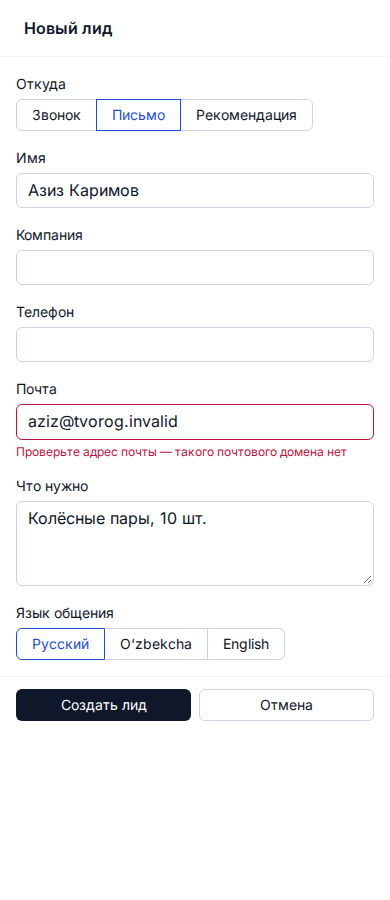 Новый лид
Откуда
Звонок Письмо Рекомендация
Имя
Азиз Каримов
Компания
Телефон
Почта
aziz@tvorog.invalid
Проверьте адрес почты — такого почтового домена нет
Что нужно
Колёсные пары, 10 шт.
Язык общения
Русский Oʻzbekcha English
Создать лид Отмена